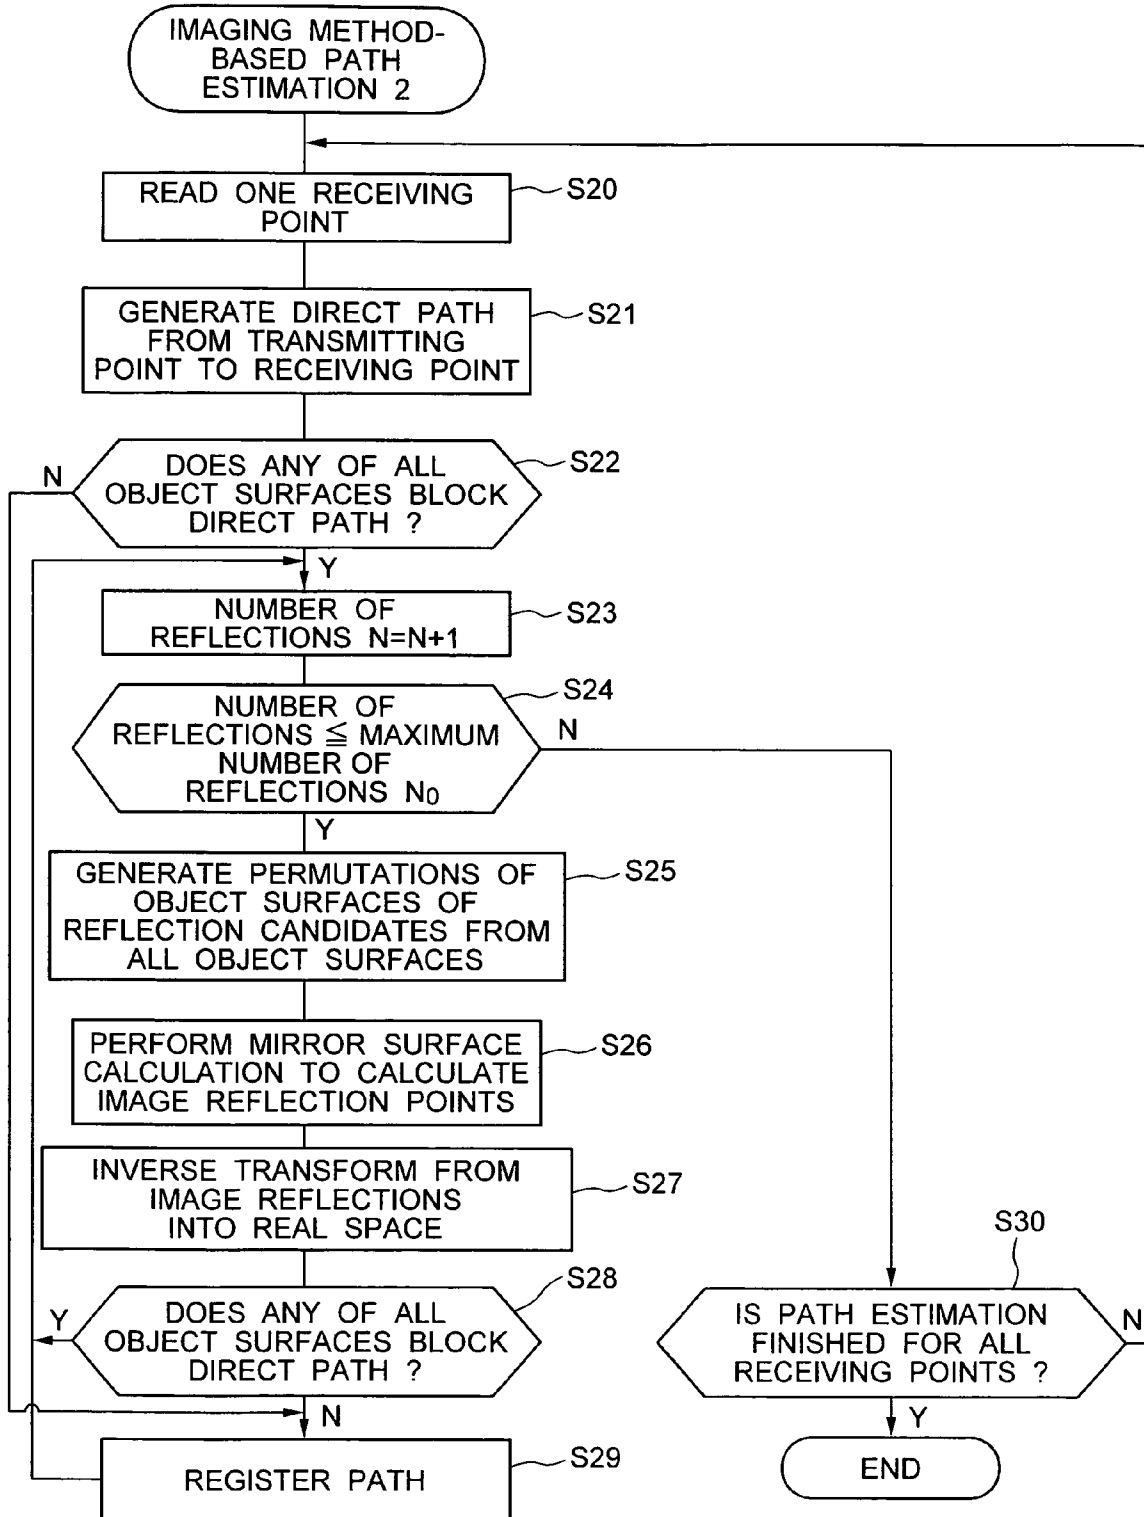 IMAGING METHOD-
BASED PATH
ESTIMATION 2
READ ONE RECEIVING
POINT
S20
GENERATE DIRECT PATH
FROM TRANSMITTING
POINT TO RECEIVING POINT
S21
DOES ANY OF ALL
OBJECT SURFACES BLOCK
DIRECT PATH ?
S22
N
Y
NUMBER OF
REFLECTIONS N=N+1
S23
NUMBER OF
REFLECTIONS ≦ MAXIMUM
NUMBER OF
REFLECTIONS N0
S24
N
Y
GENERATE PERMUTATIONS OF
OBJECT SURFACES OF
REFLECTION CANDIDATES FROM
ALL OBJECT SURFACES
S25
PERFORM MIRROR SURFACE
CALCULATION TO CALCULATE
IMAGE REFLECTION POINTS
S26
INVERSE TRANSFORM FROM
IMAGE REFLECTIONS
INTO REAL SPACE
S27
DOES ANY OF ALL
OBJECT SURFACES BLOCK
DIRECT PATH ?
S28
Y
N
REGISTER PATH
S29
IS PATH ESTIMATION
FINISHED FOR ALL
RECEIVING POINTS ?
S30
N
Y
END